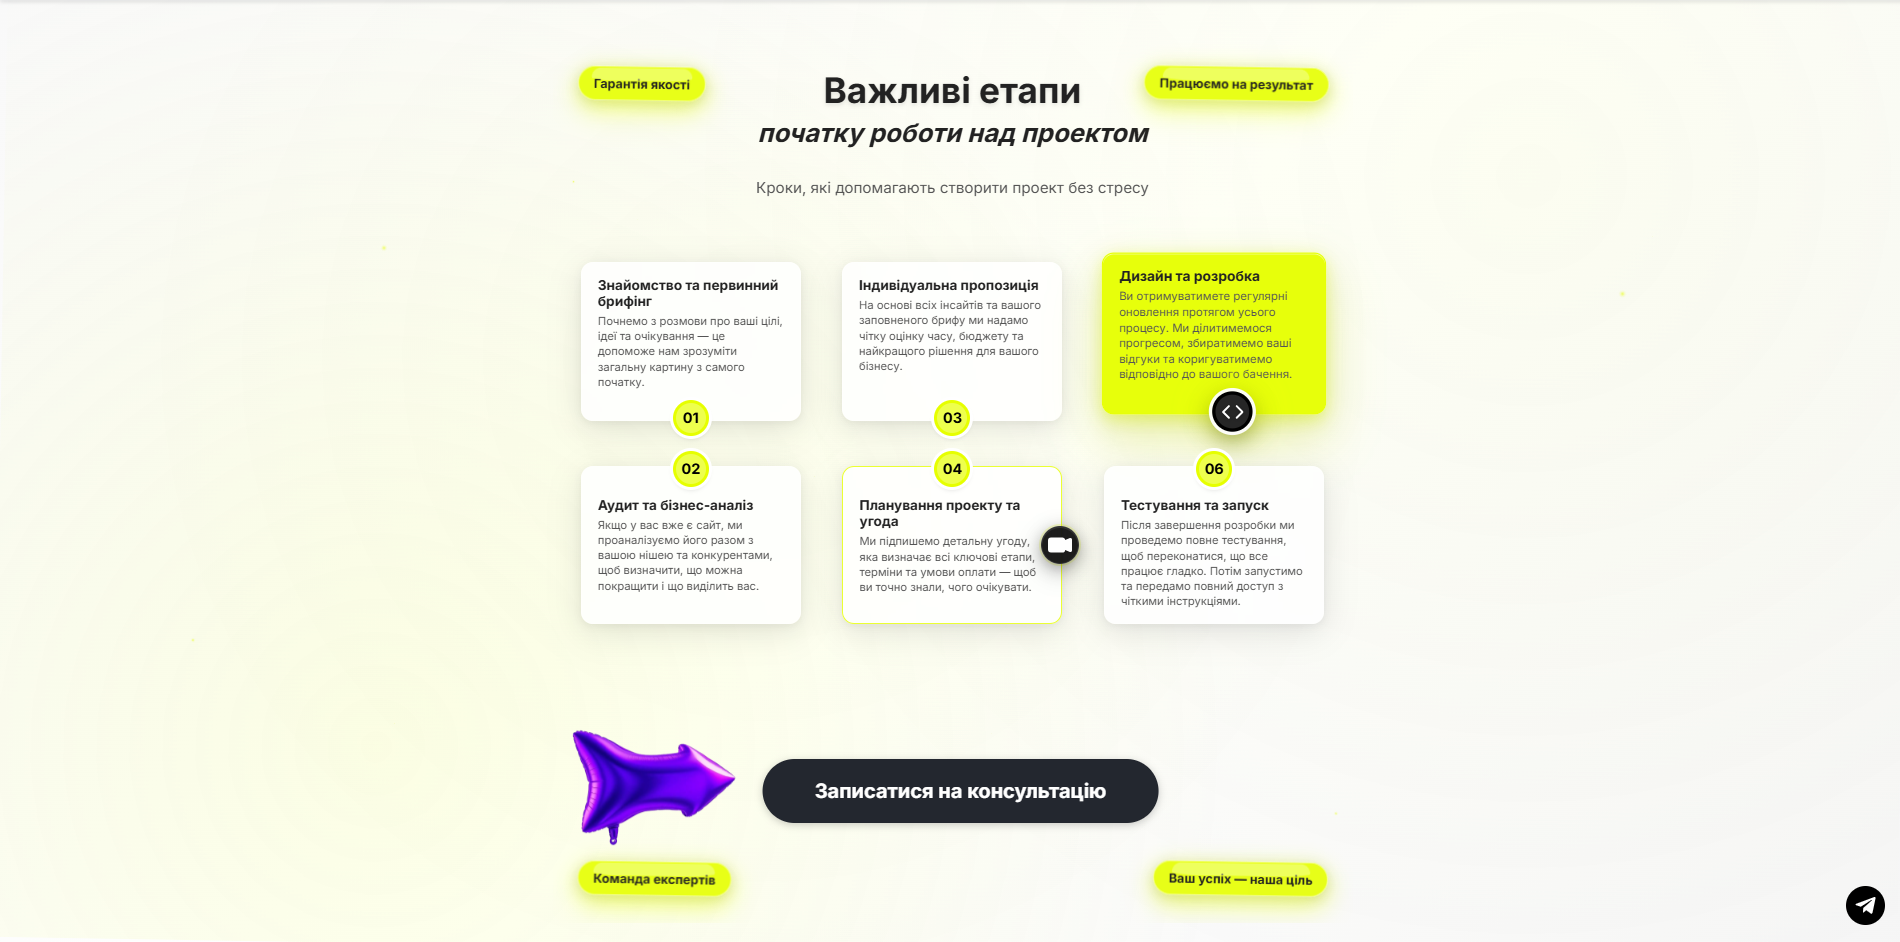 Гарантія якості
Важливі етапи
Працюємо на результат
початку роботи над проектом
Кроки, які допомагають створити проект без стресу
Знайомство та первинний
брифінг
Почнемо з розмови про ваші цілі,
ідеї та очікування — це
допоможе нам зрозуміти
загальну картину з самого
початку.
01
02
Аудит та бізнес-аналіз
Якщо у вас вже є сайт, ми
проаналізуємо його разом з
вашою нішею та конкурентами,
щоб визначити, що можна
покращити і що виділить вас.
Індивідуальна пропозиція
На основі всіх інсайтів та вашого
заповненого брифу ми надамо
чітку оцінку часу, бюджету та
найкращого рішення для вашого
бізнесу.
03
04
Планування проекту та
угода
Ми підпишемо детальну угоду,
яка визначає всі ключові етапи,
терміни та умови оплати — щоб
ви точно знали, чого очікувати.
Дизайн та розробка
Ви отримуватимете регулярні
оновлення протягом усього
процесу. Ми ділитимемося
прогресом, збиратимемо ваші
відгуки та коригуватимемо
відповідно до вашого бачення.
06
Тестування та запуск
Після завершення розробки ми
проведемо повне тестування,
щоб переконатися, що все
працює гладко. Потім запустимо
та передамо повний доступ з
чіткими інструкціями.
Записатися на консультацію
Команда експертів
Ваш успіх — наша ціль